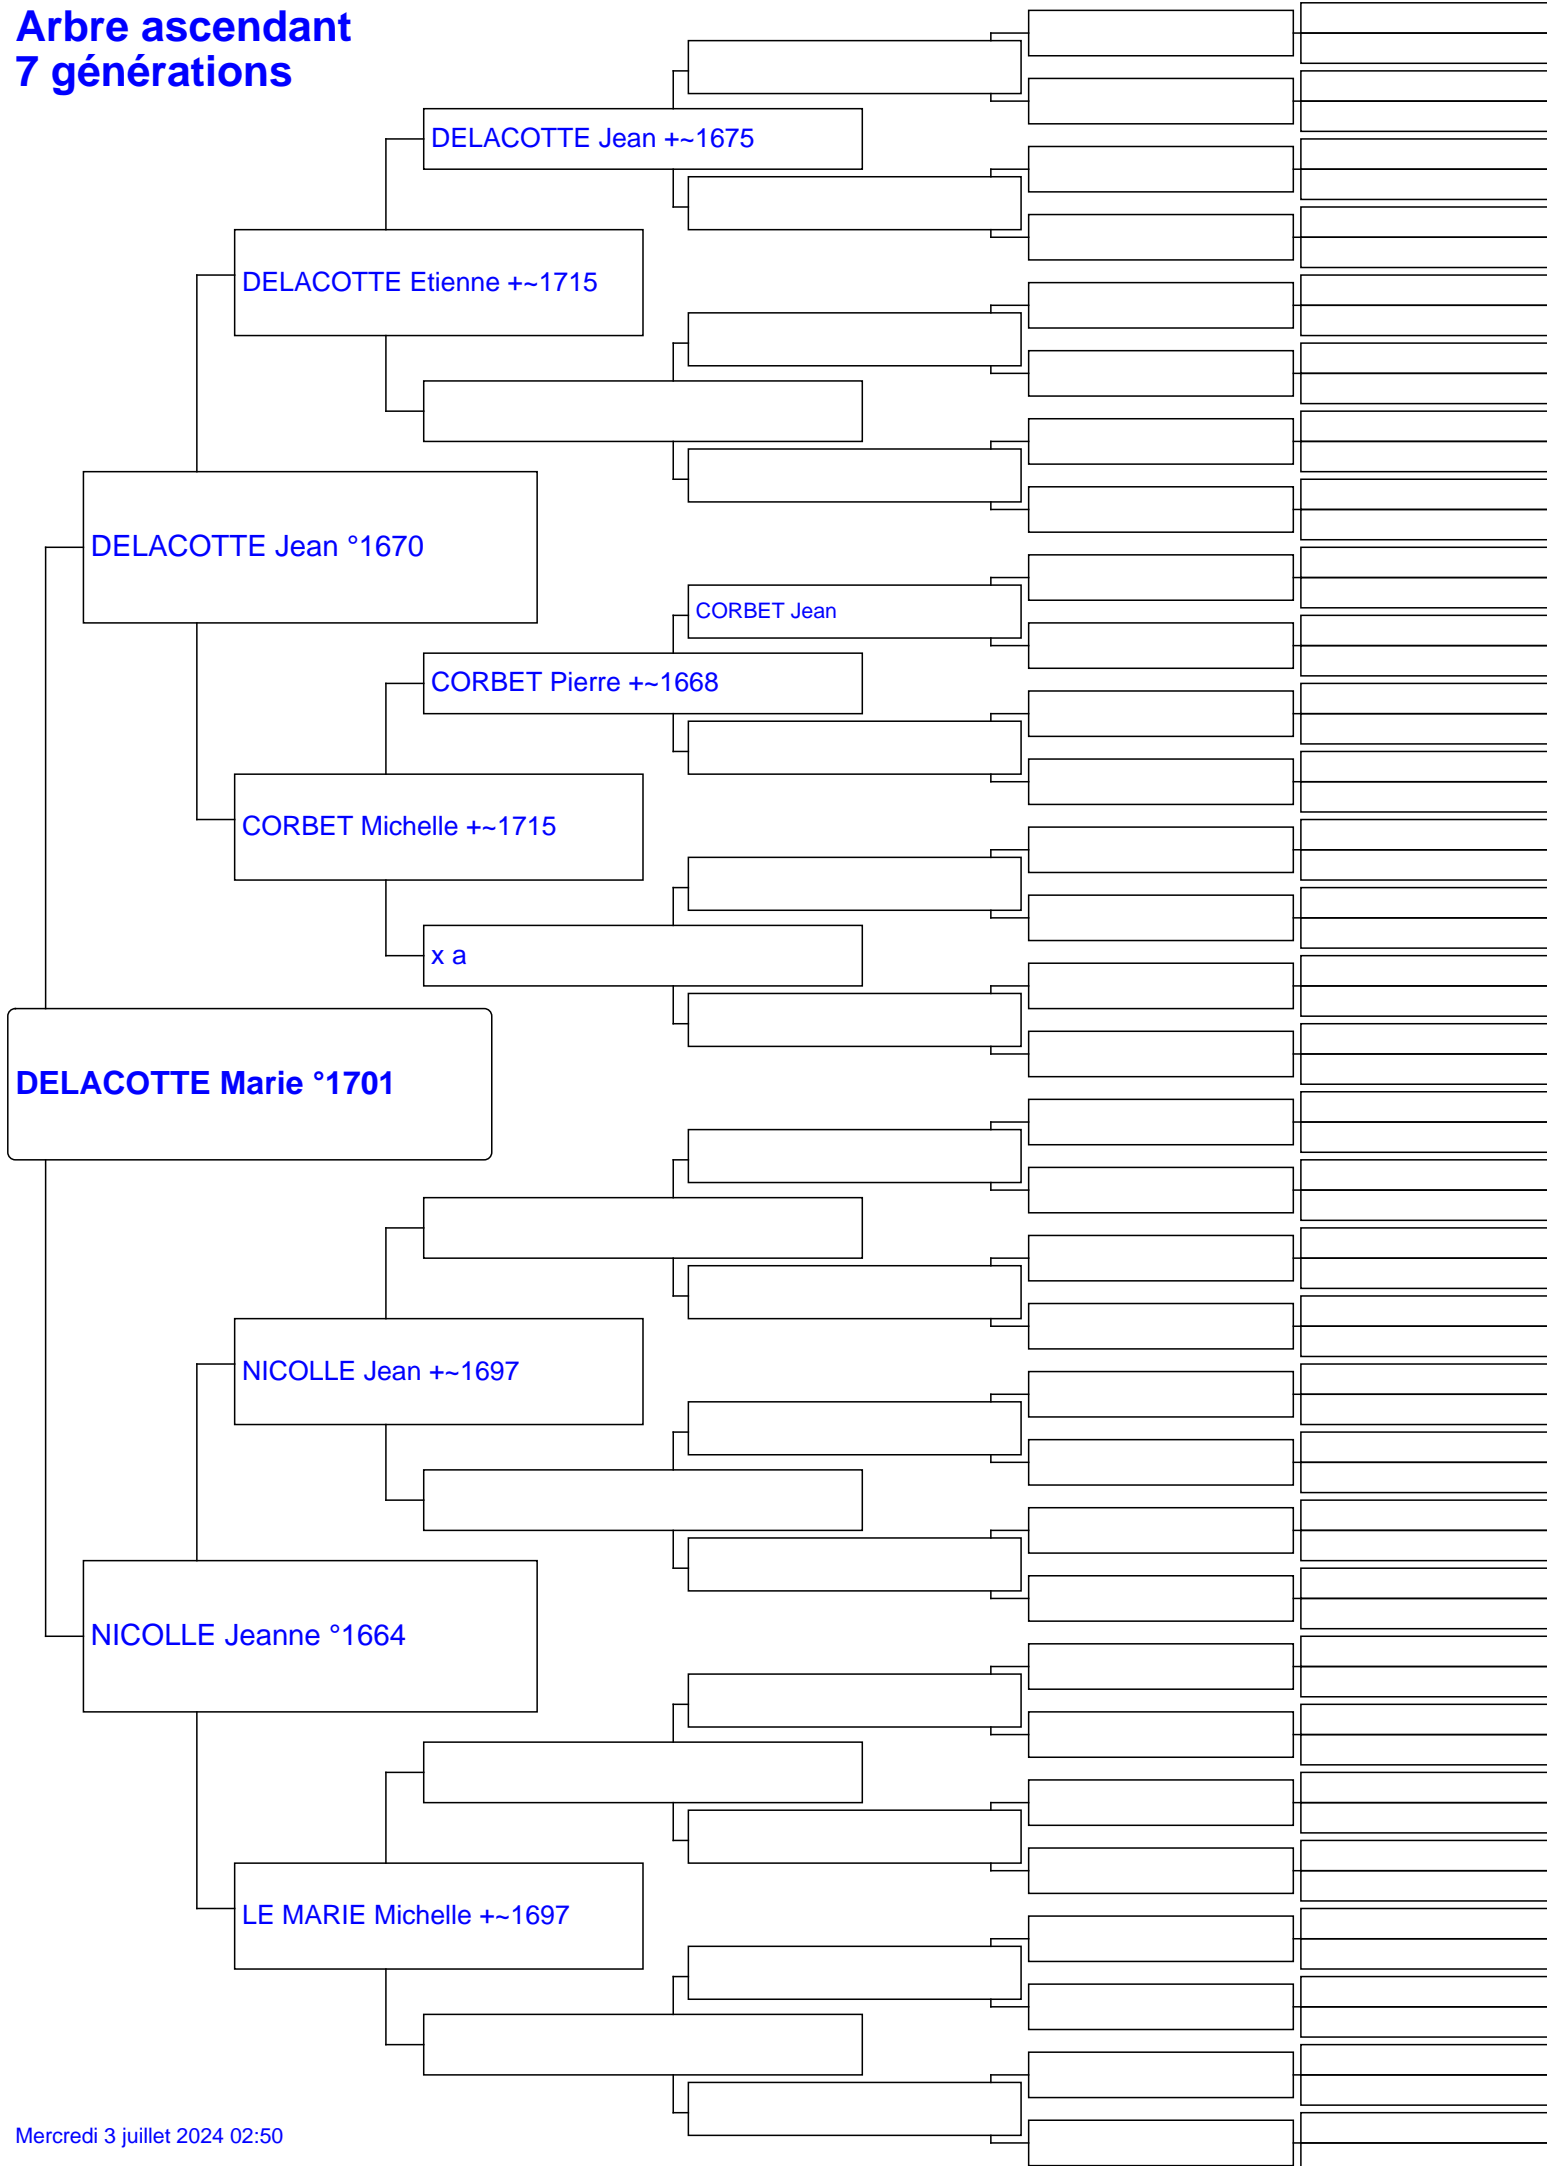 Arbre ascendant
7 générations
DELACOTTE Jean +~1675
DELACOTTE Etienne +~1715
DELACOTTE Jean °1670
CORBET Jean
CORBET Pierre +~1668
CORBET Michelle +~1715
x a
DELACOTTE Marie °1701
NICOLLE Jean +~1697
NICOLLE Jeanne °1664
LE MARIE Michelle +~1697
Mercredi 3 juillet 2024 02:50